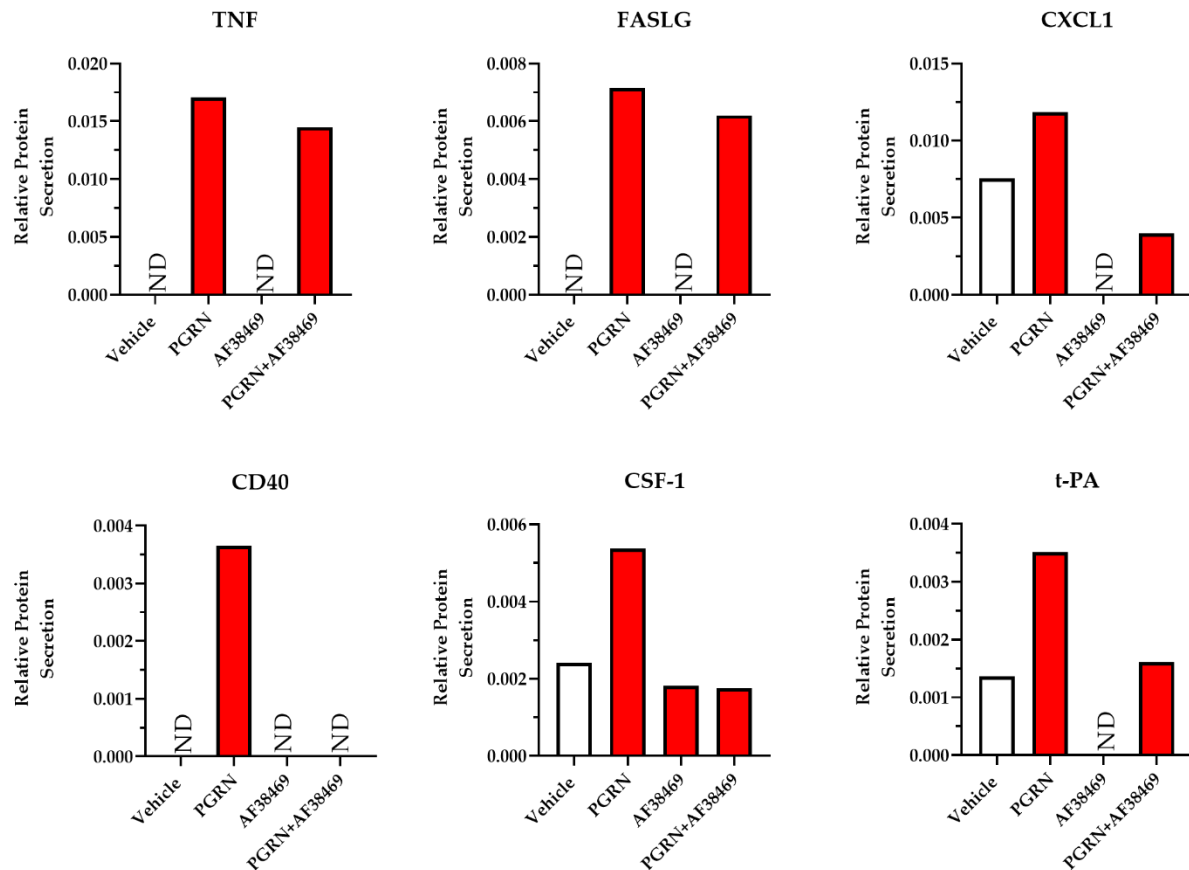 TNF
Relative Protein
Secretion
0.020
0.015
0.010
0.005
0.000
ND
ND
Vehicle
PGRN
AF38469
PGRN+AF38469
FASLG
Relative Protein
Secretion
0.008
0.006
0.004
0.002
0.000
ND
ND
Vehicle
PGRN
AF38469
PGRN+AF38469
CXCL1
Relative Protein
Secretion
0.015
0.010
0.005
0.000
ND
Vehicle
PGRN
AF38469
PGRN+AF38469
CD40
Relative Protein
Secretion
0.004
0.003
0.002
0.001
0.000
ND
ND
ND
Vehicle
PGRN
AF38469
PGRN+AF38469
CSF-1
Relative Protein
Secretion
0.006
0.004
0.002
0.000
Vehicle
PGRN
AF38469
PGRN+AF38469
t-PA
Relative Protein
Secretion
0.004
0.003
0.002
0.001
0.000
ND
Vehicle
PGRN
AF38469
PGRN+AF38469